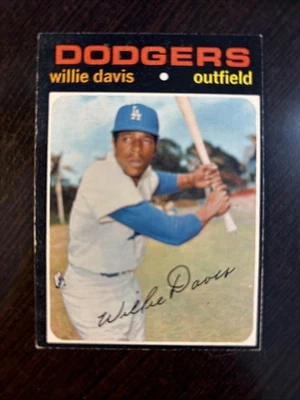 DODGERS
willie davis • outfield
LA
Willie Davis